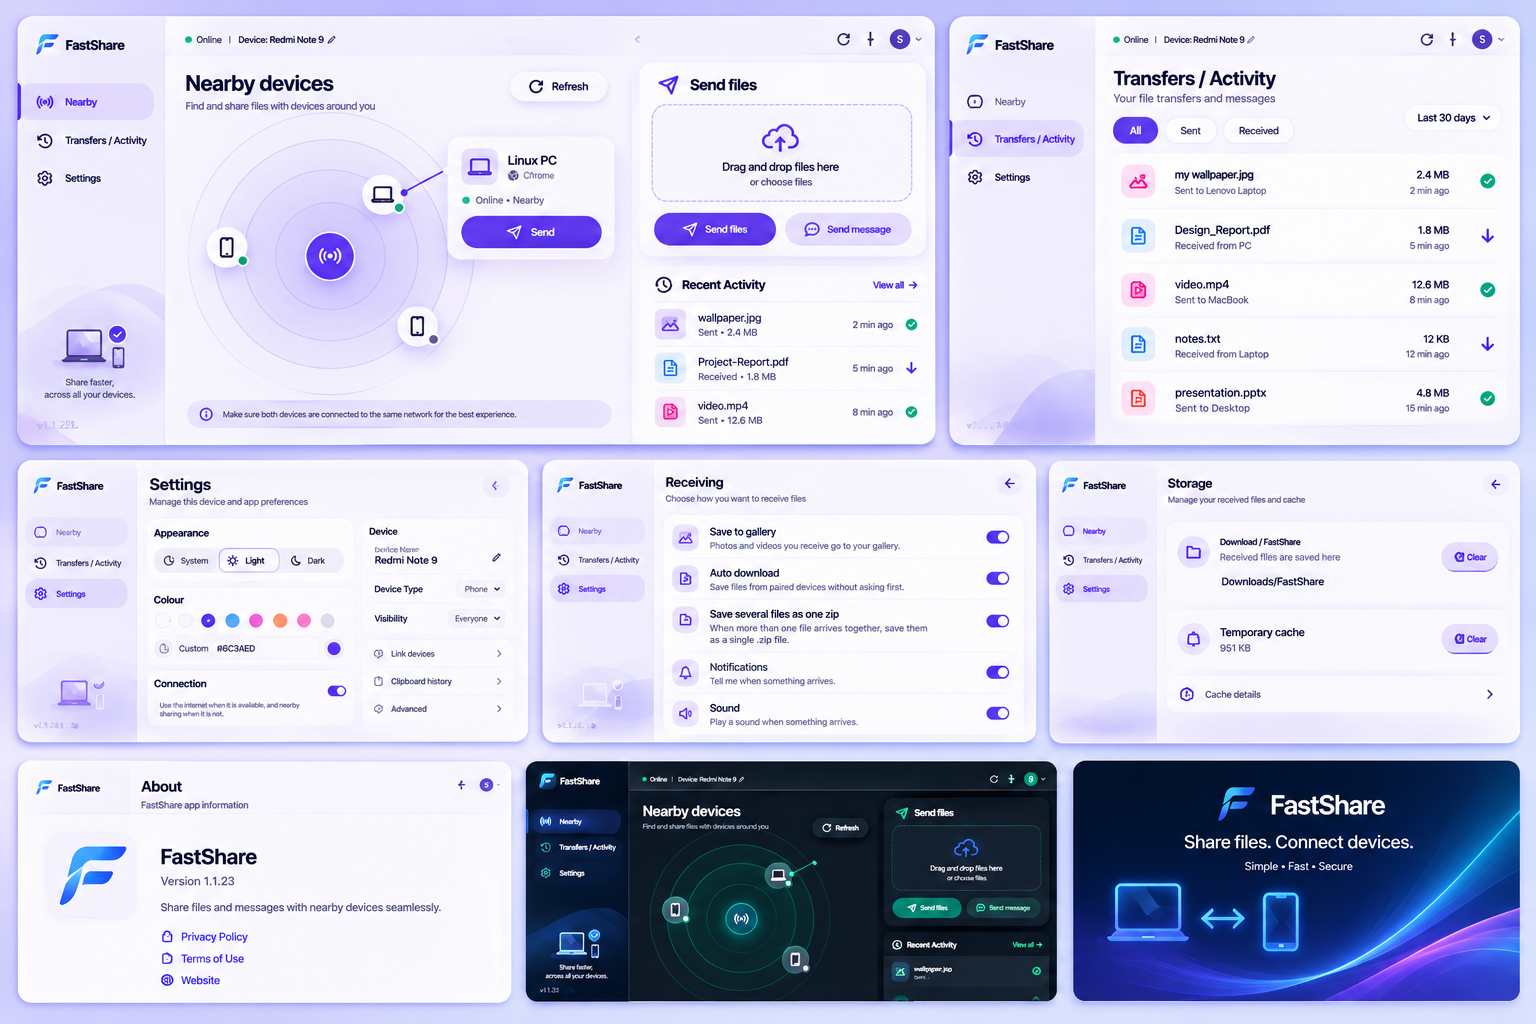 FastShare
Nearby
Transfers / Activity
Settings
Share faster,
across all your devices.
Online | Device: Redmi Note 9
S
Nearby devices
Find and share files with devices around you
Refresh
Linux PC
Online • Nearby
Send
Make sure both devices are connected to the same network for the best experience.
Send files
Drag and drop files here
or choose files
Send files
Send message
Recent Activity
View all →
wallpaper.jpg
Sent • 2.4 MB
2 min ago
Project-Report.pdf
Received • 1.8 MB
5 min ago
video.mp4
Sent • 12.6 MB
8 min ago
FastShare
Nearby
Transfers / Activity
Settings
Online | Device: Redmi Note 9
S
Transfers / Activity
Your file transfers and messages
All
Sent
Received
Last 30 days
my wallpaper.jpg
Sent to Lenovo Laptop
2.4 MB
2 min ago
Design_Report.pdf
Received from PC
1.8 MB
5 min ago
video.mp4
Sent to MacBook
12.6 MB
8 min ago
notes.txt
Received from Laptop
12 KB
12 min ago
presentation.pptx
Sent to Desktop
4.8 MB
15 min ago
FastShare
Nearby
Transfers / Activity
Settings
Settings
Manage this device and app preferences
Appearance
System
Light
Dark
Colour
Custom #6C3AED
Connection
Use the internet when it is available, and nearby
sharing when it is not.
Device
Device Name
Redmi Note 9
Device Type
Phone
Visibility
Everyone
Link devices
Clipboard history
Advanced
FastShare
Nearby
Transfers / Activity
Settings
Receiving
Choose how you want to receive files
Save to gallery
Photos and videos you receive go to your gallery.
Auto download
Save files from paired devices without asking first.
Save several files as one zip
When more than one file arrives together, save them
as a single .zip file.
Notifications
Tell me when something arrives.
Sound
Play a sound when something arrives.
FastShare
Nearby
Transfers / Activity
Settings
Storage
Manage your received files and cache
Download / FastShare
Received files are saved here
Downloads/FastShare
Clear
Temporary cache
951 KB
Clear
Cache details
FastShare
About
FastShare app information
S
FastShare
Version 1.1.23
Share files and messages with nearby devices seamlessly.
Privacy Policy
Terms of Use
Website
FastShare
Nearby
Transfers / Activity
Settings
Share faster,
across all your devices.
Online | Device Redmi Note 9
9
Nearby devices
Find and share files with devices around you
Refresh
Send files
Drag and drop files here
or choose files
Send files
Send message
Recent Activity
View all →
wallpaper.jpg
Sent
FastShare
Share files. Connect devices.
Simple • Fast • Secure